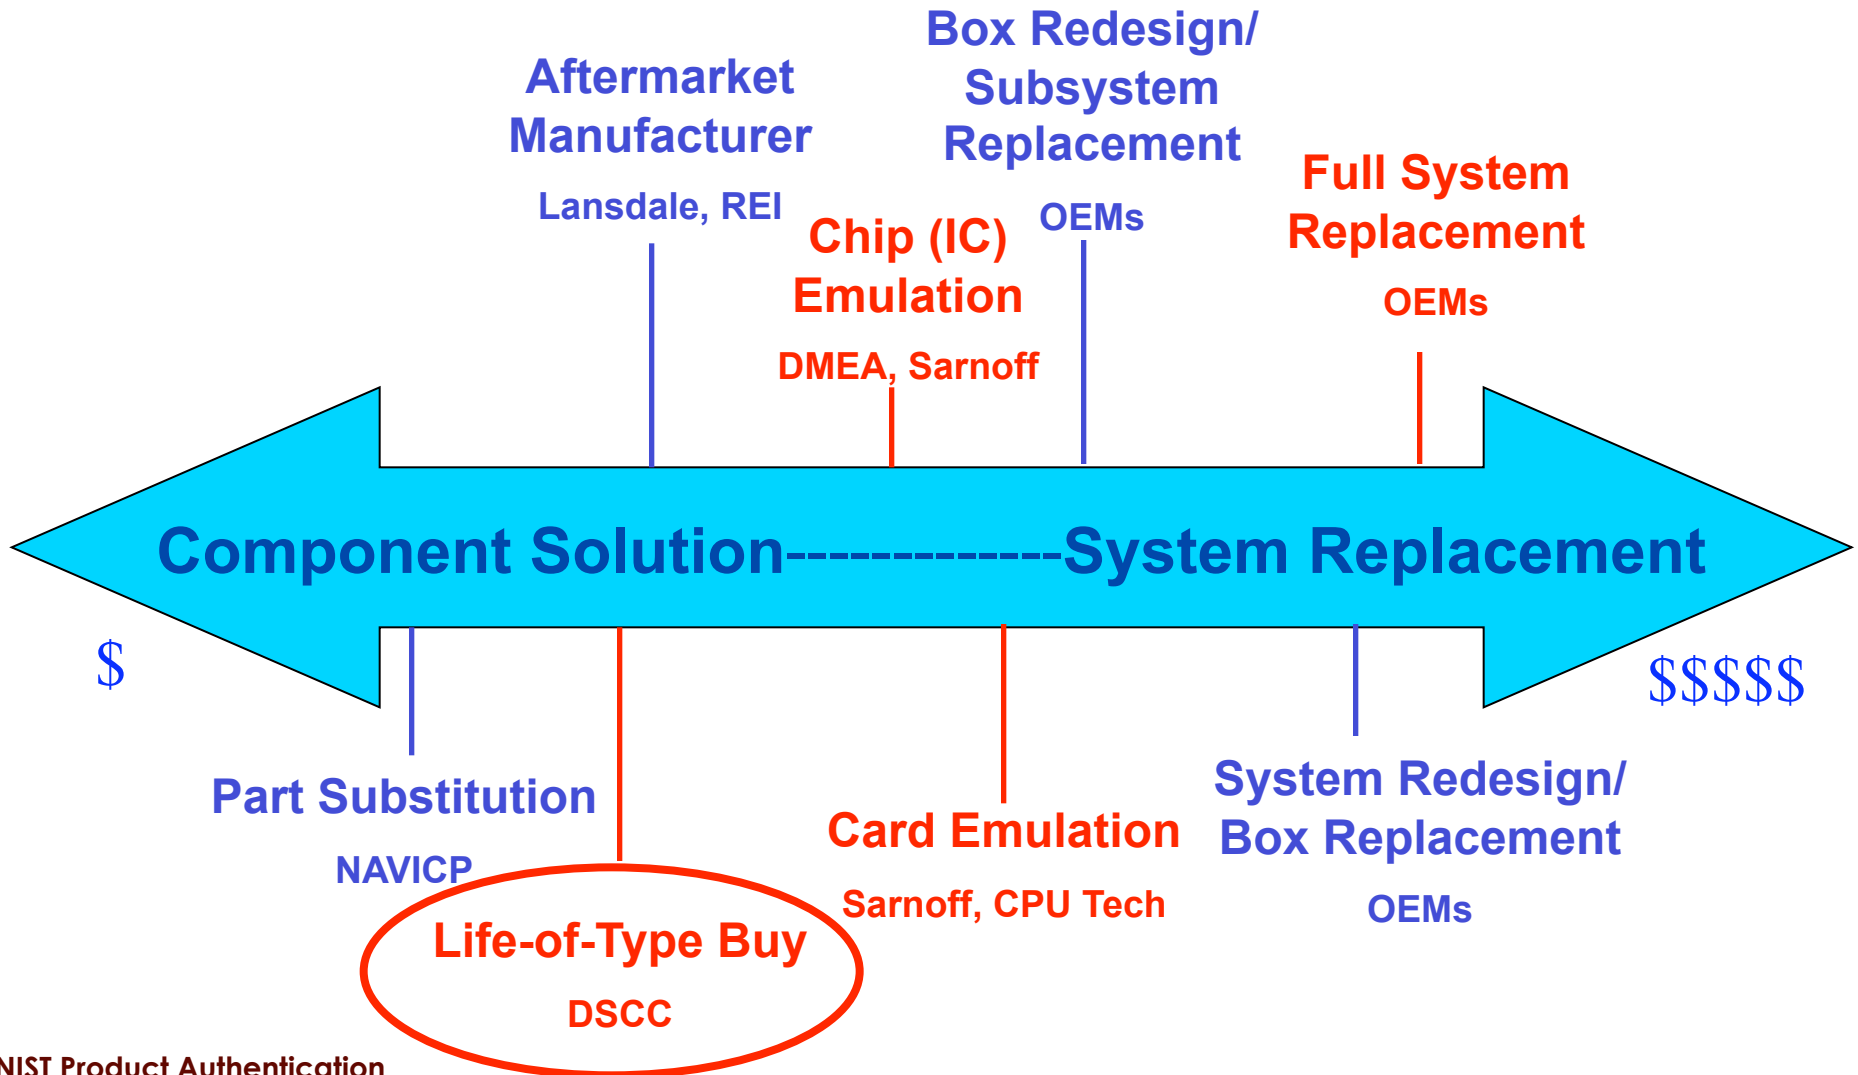 Aftermarket
Manufacturer
Lansdale, REI
Chip (IC)
Emulation
DMEA, Sarnoff
Box Redesign/
Subsystem
Replacement
OEMs
Full System
Replacement
OEMs
Component Solution-------------System Replacement
$
$$$$$
Part Substitution
NAVICP
Life-of-Type Buy
DSCC
Card Emulation
Sarnoff, CPU Tech
System Redesign/
Box Replacement
OEMs
NIST Product Authentication